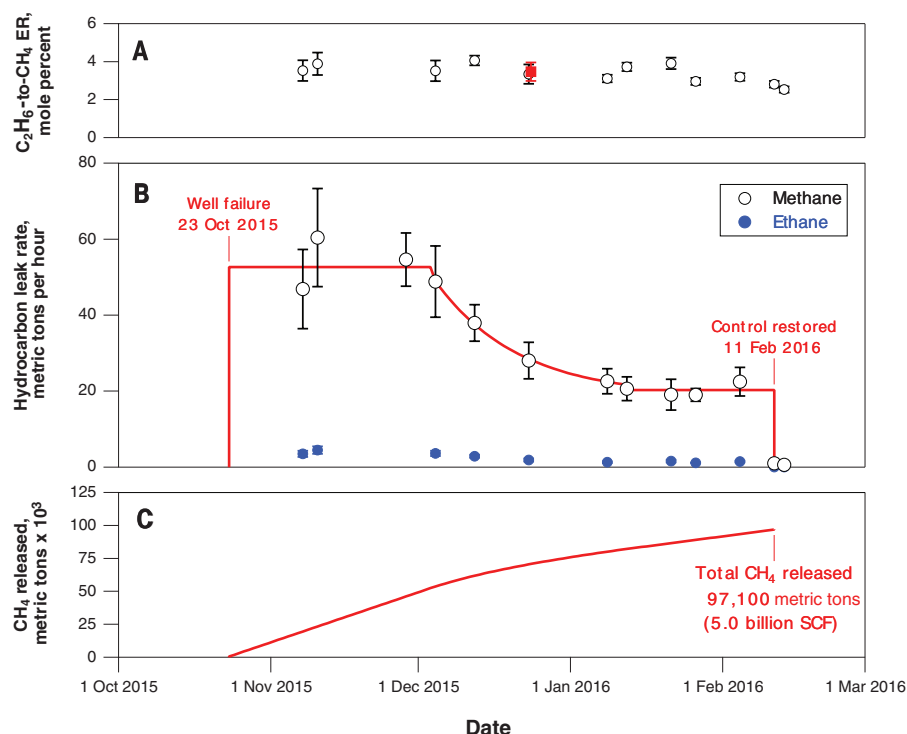 A
C₂H₆-to-CH₄ ER,
mole percent
6
4
2
0
B
Hydrocarbon leak rate,
metric tons per hour
80
60
40
20
0
Well failure
23 Oct 2015
Methane
Ethane
Control restored
11 Feb 2016
C
CH₄ released,
metric tons x 10³
125
100
75
50
25
0
Total CH₄ released
97,100 metric tons
(5.0 billion SCF)
1 Oct 2015
1 Nov 2015
1 Dec 2015
1 Jan 2016
1 Feb 2016
1 Mar 2016
Date